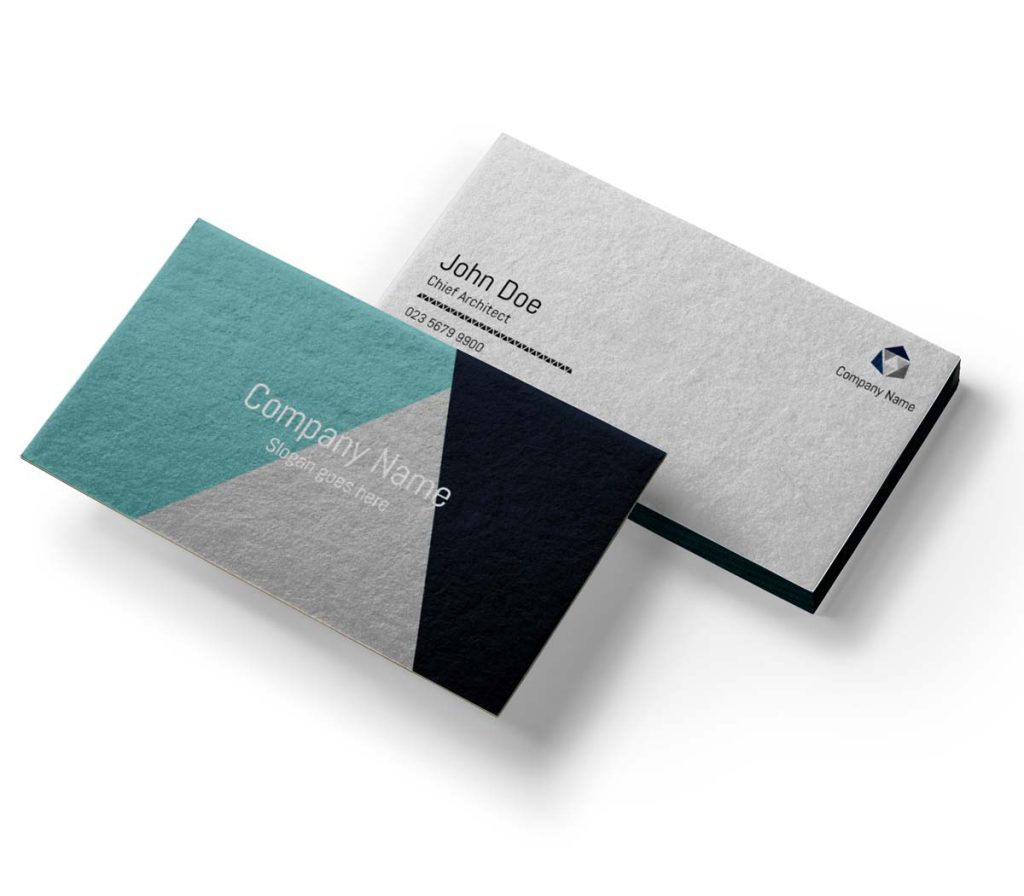 John Doe
Chief Architect
023 5679 9900
Company Name
Company Name
Slogan goes here